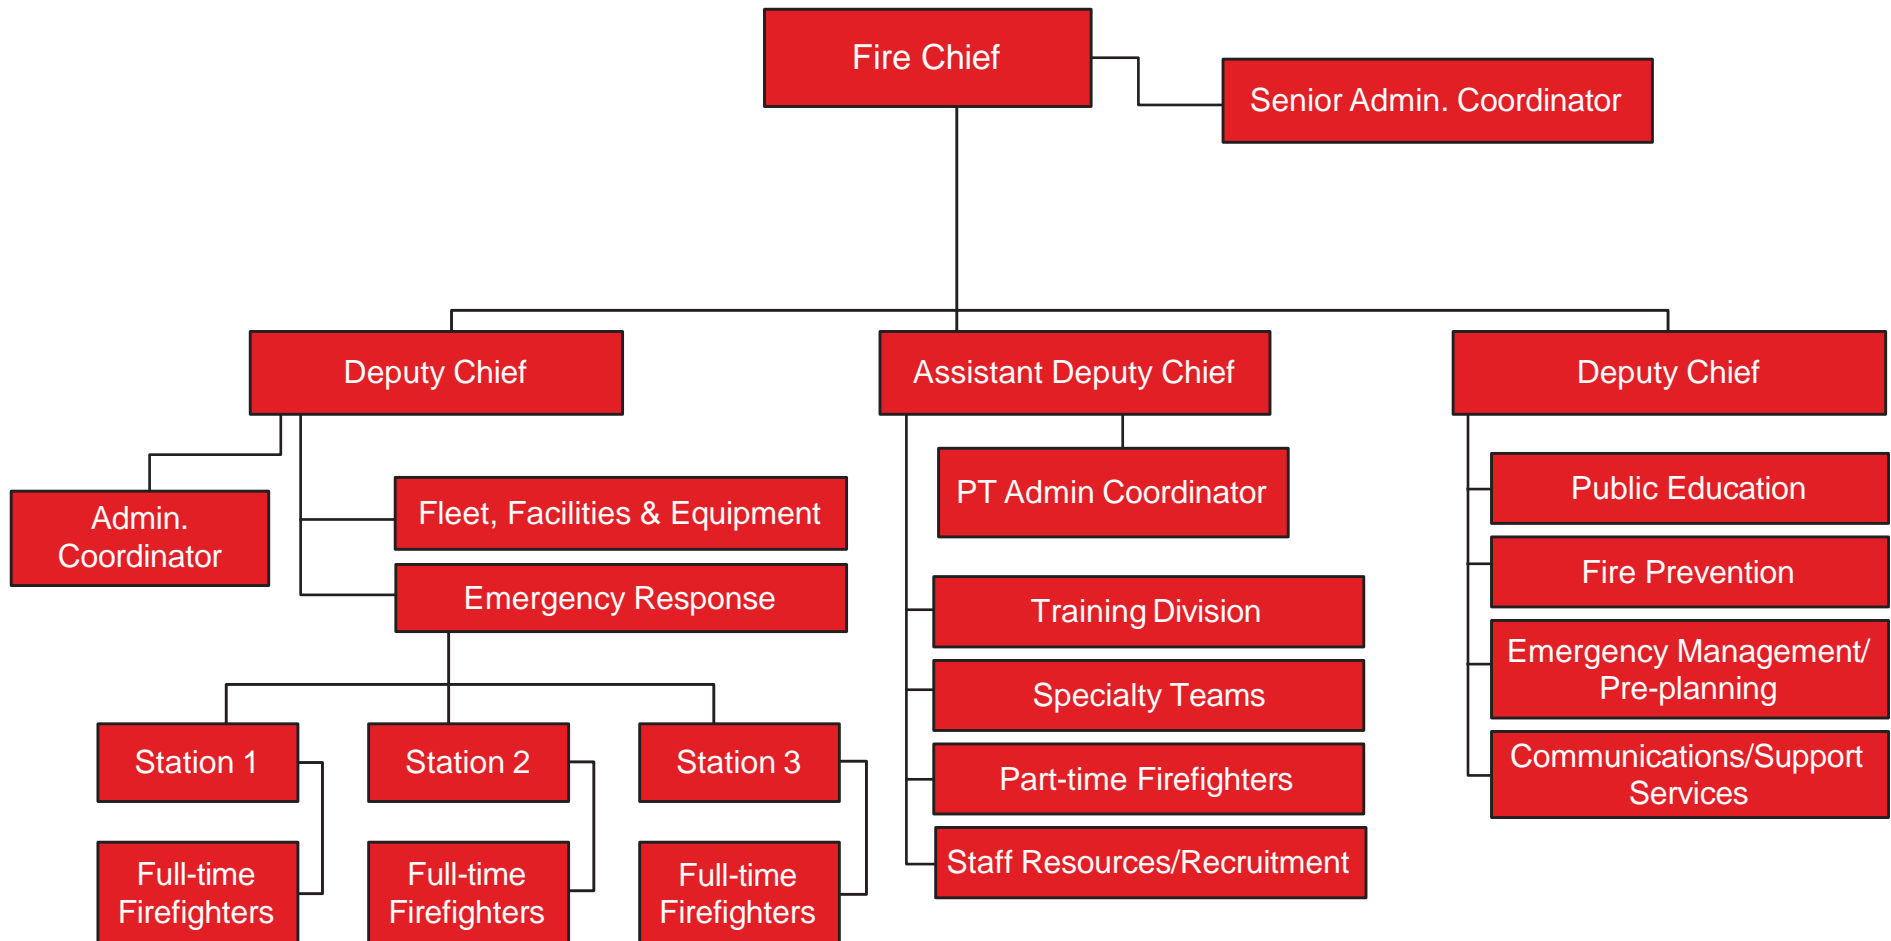 Fire Chief
Senior Admin. Coordinator
Deputy Chief
Assistant Deputy Chief
Deputy Chief
Admin.
Coordinator
Fleet, Facilities & Equipment
Emergency Response
Station 1
Station 2
Station 3
Full-time
Firefighters
Full-time
Firefighters
Full-time
Firefighters
PT Admin Coordinator
Training Division
Specialty Teams
Part-time Firefighters
Staff Resources/Recruitment
Public Education
Fire Prevention
Emergency Management/
Pre-planning
Communications/Support
Services